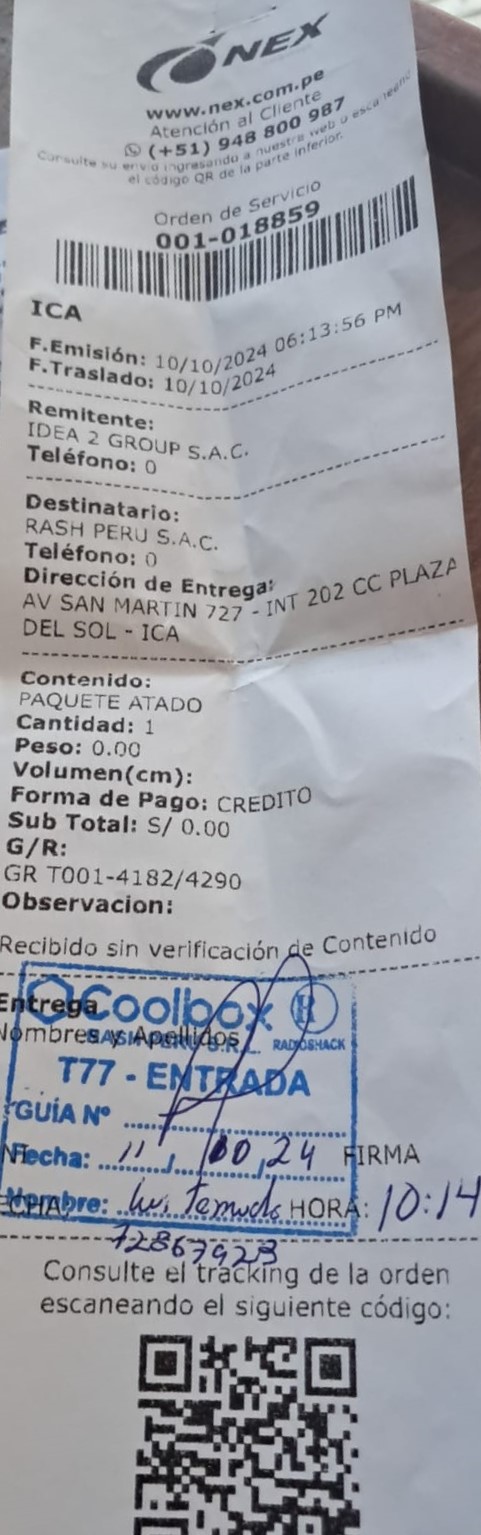 NEX
www.nex.com.pe
Atención al Cliente
(+51) 948 800 987
Consulte su envío ingresando a nuestra web o escaneando
el código QR de la parte inferior.
Orden de Servicio
001-018859
ICA
F.Emisión: 10/10/2024 06:13:56 PM
F.Traslado: 10/10/2024
Remitente:
IDEA 2 GROUP S.A.C.
Teléfono: 0
Destinatario:
RASH PERU S.A.C.
Teléfono: 0
Dirección de Entrega:
AV SAN MARTIN 727 - INT 202 CC PLAZA
DEL SOL - ICA
Contenido:
PAQUETE ATADO
Cantidad: 1
Peso: 0.00
Volumen(cm):
Forma de Pago: CREDITO
Sub Total: S/ 0.00
G/R:
GR T001-4182/4290
Observacion:
Recibido sin verificación de Contenido
Entrega
Coolbox R
Nombres y Apellidos
RADIOSHACK
T77 - ENTRADA
GUÍA Nº
Fecha: 11 / 10, 24 FIRMA
Nombre: HORA: 10:14
72867923
Consulte el tracking de la orden
escaneando el siguiente código: